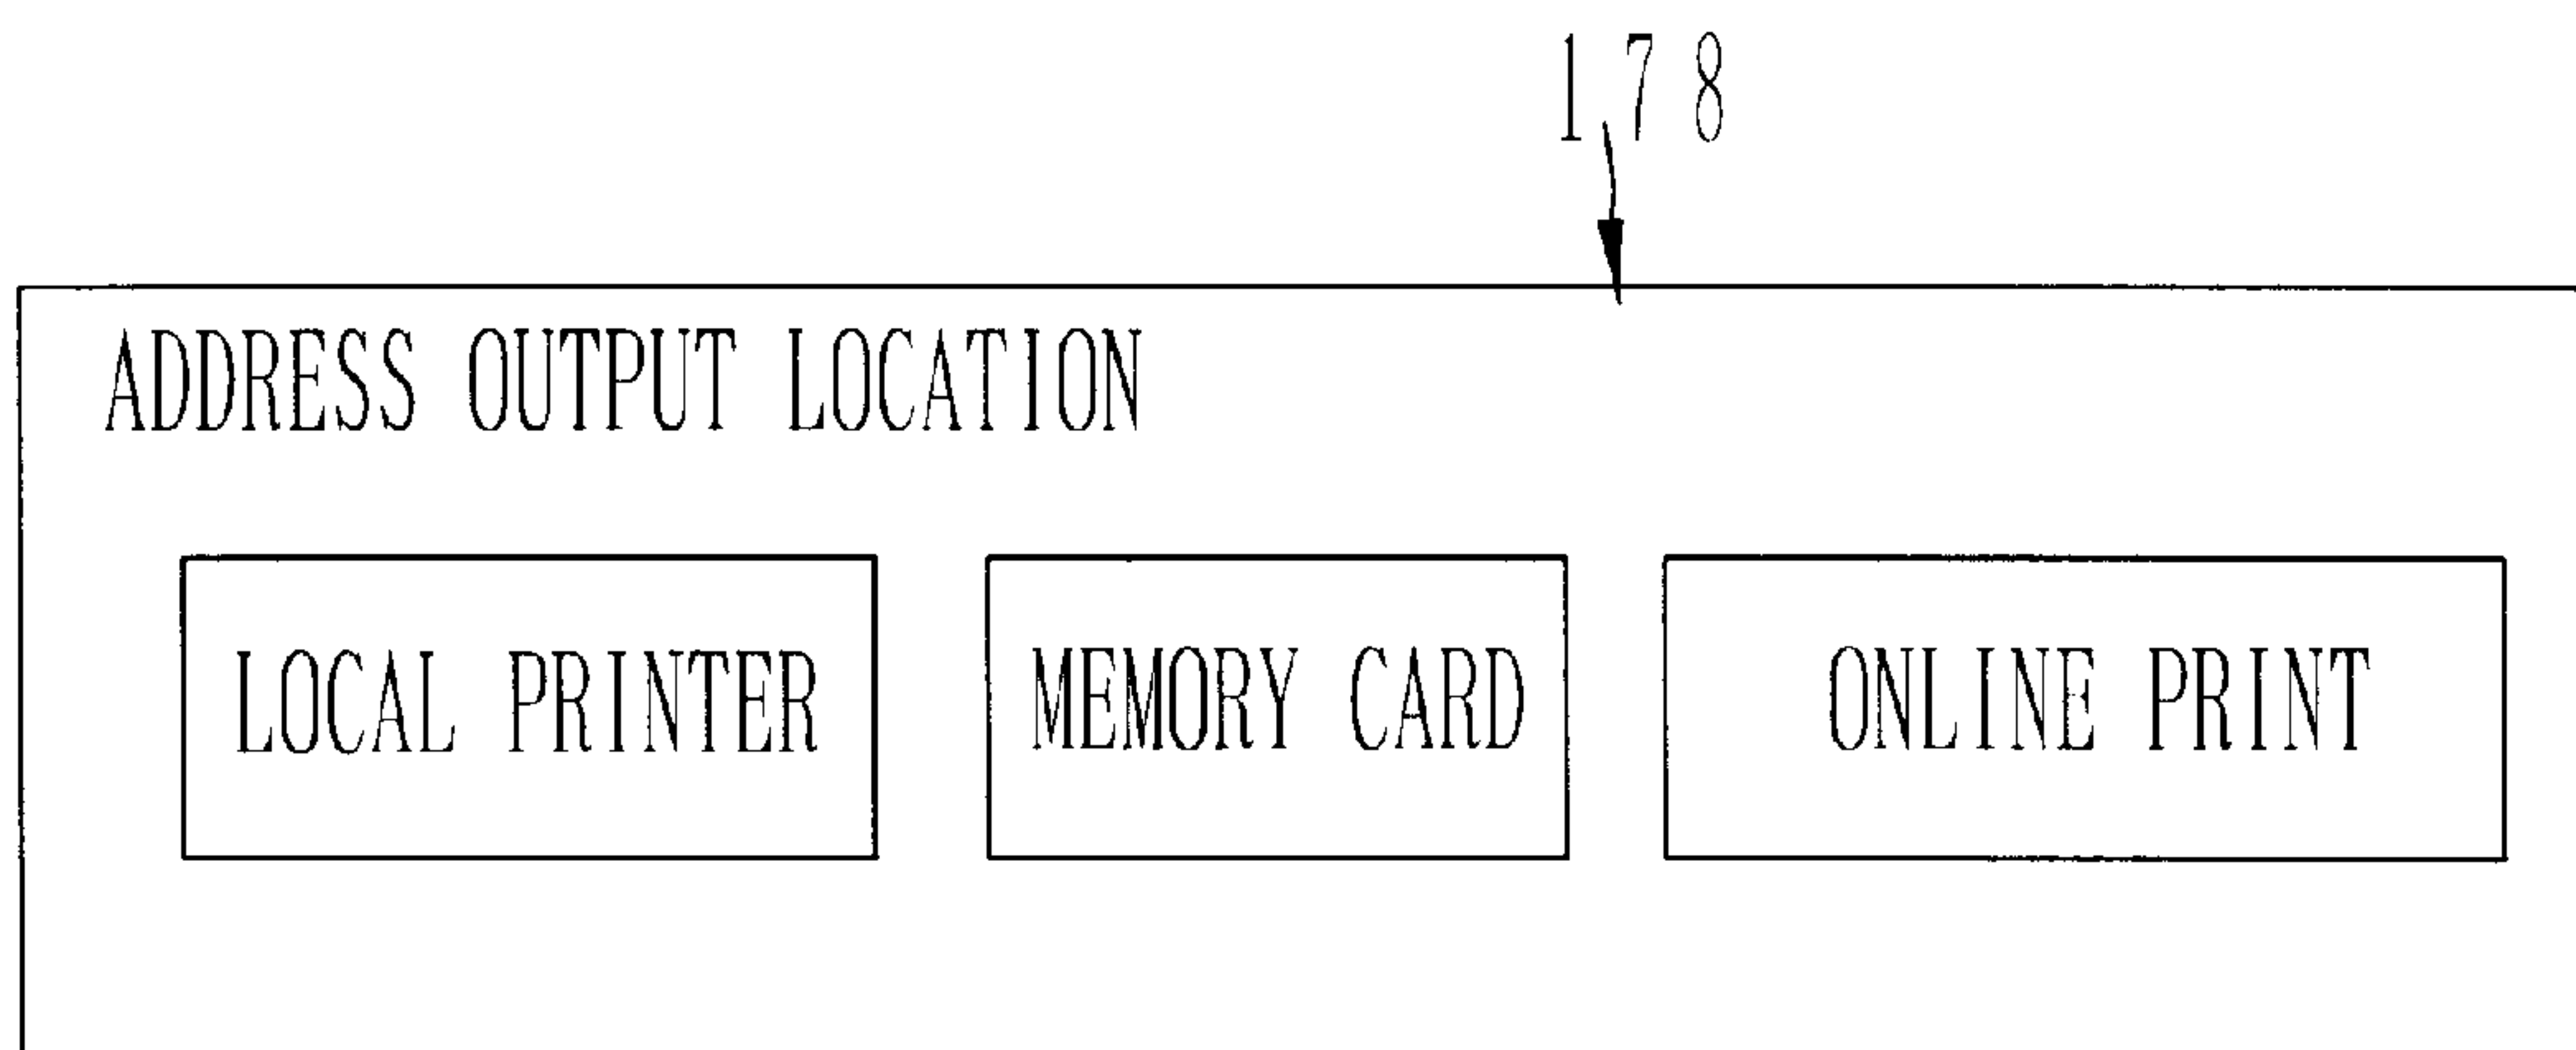 178
ADDRESS OUTPUT LOCATION
LOCAL PRINTER MEMORY CARD ONLINE PRINT